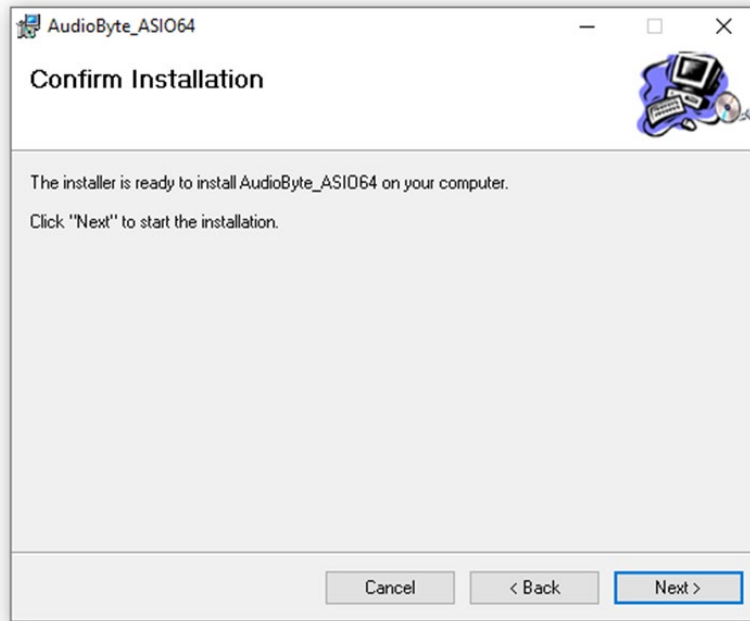 AudioByte_ASIO64
Confirm Installation
The installer is ready to install AudioByte_ASIO64 on your computer.
Click "Next" to start the installation.
Cancel
< Back
Next >